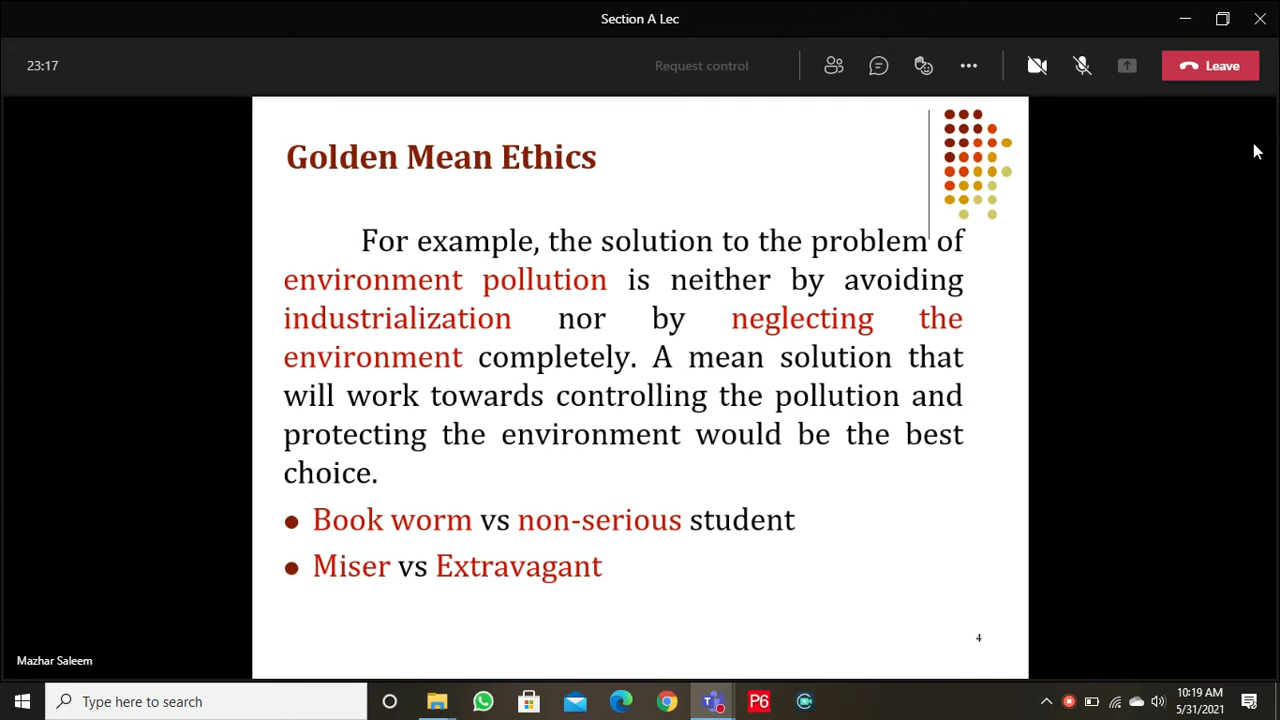 Section A Lec
23:17
Request control
Leave
Golden Mean Ethics
For example, the solution to the problem of
environment pollution is neither by avoiding
industrialization nor by neglecting the
environment completely. A mean solution that
will work towards controlling the pollution and
protecting the environment would be the best
choice.
Book worm vs non-serious student
Miser vs Extravagant
4
Mazhar Saleem
Type here to search
T
P6
10:19 AM
5/31/2021